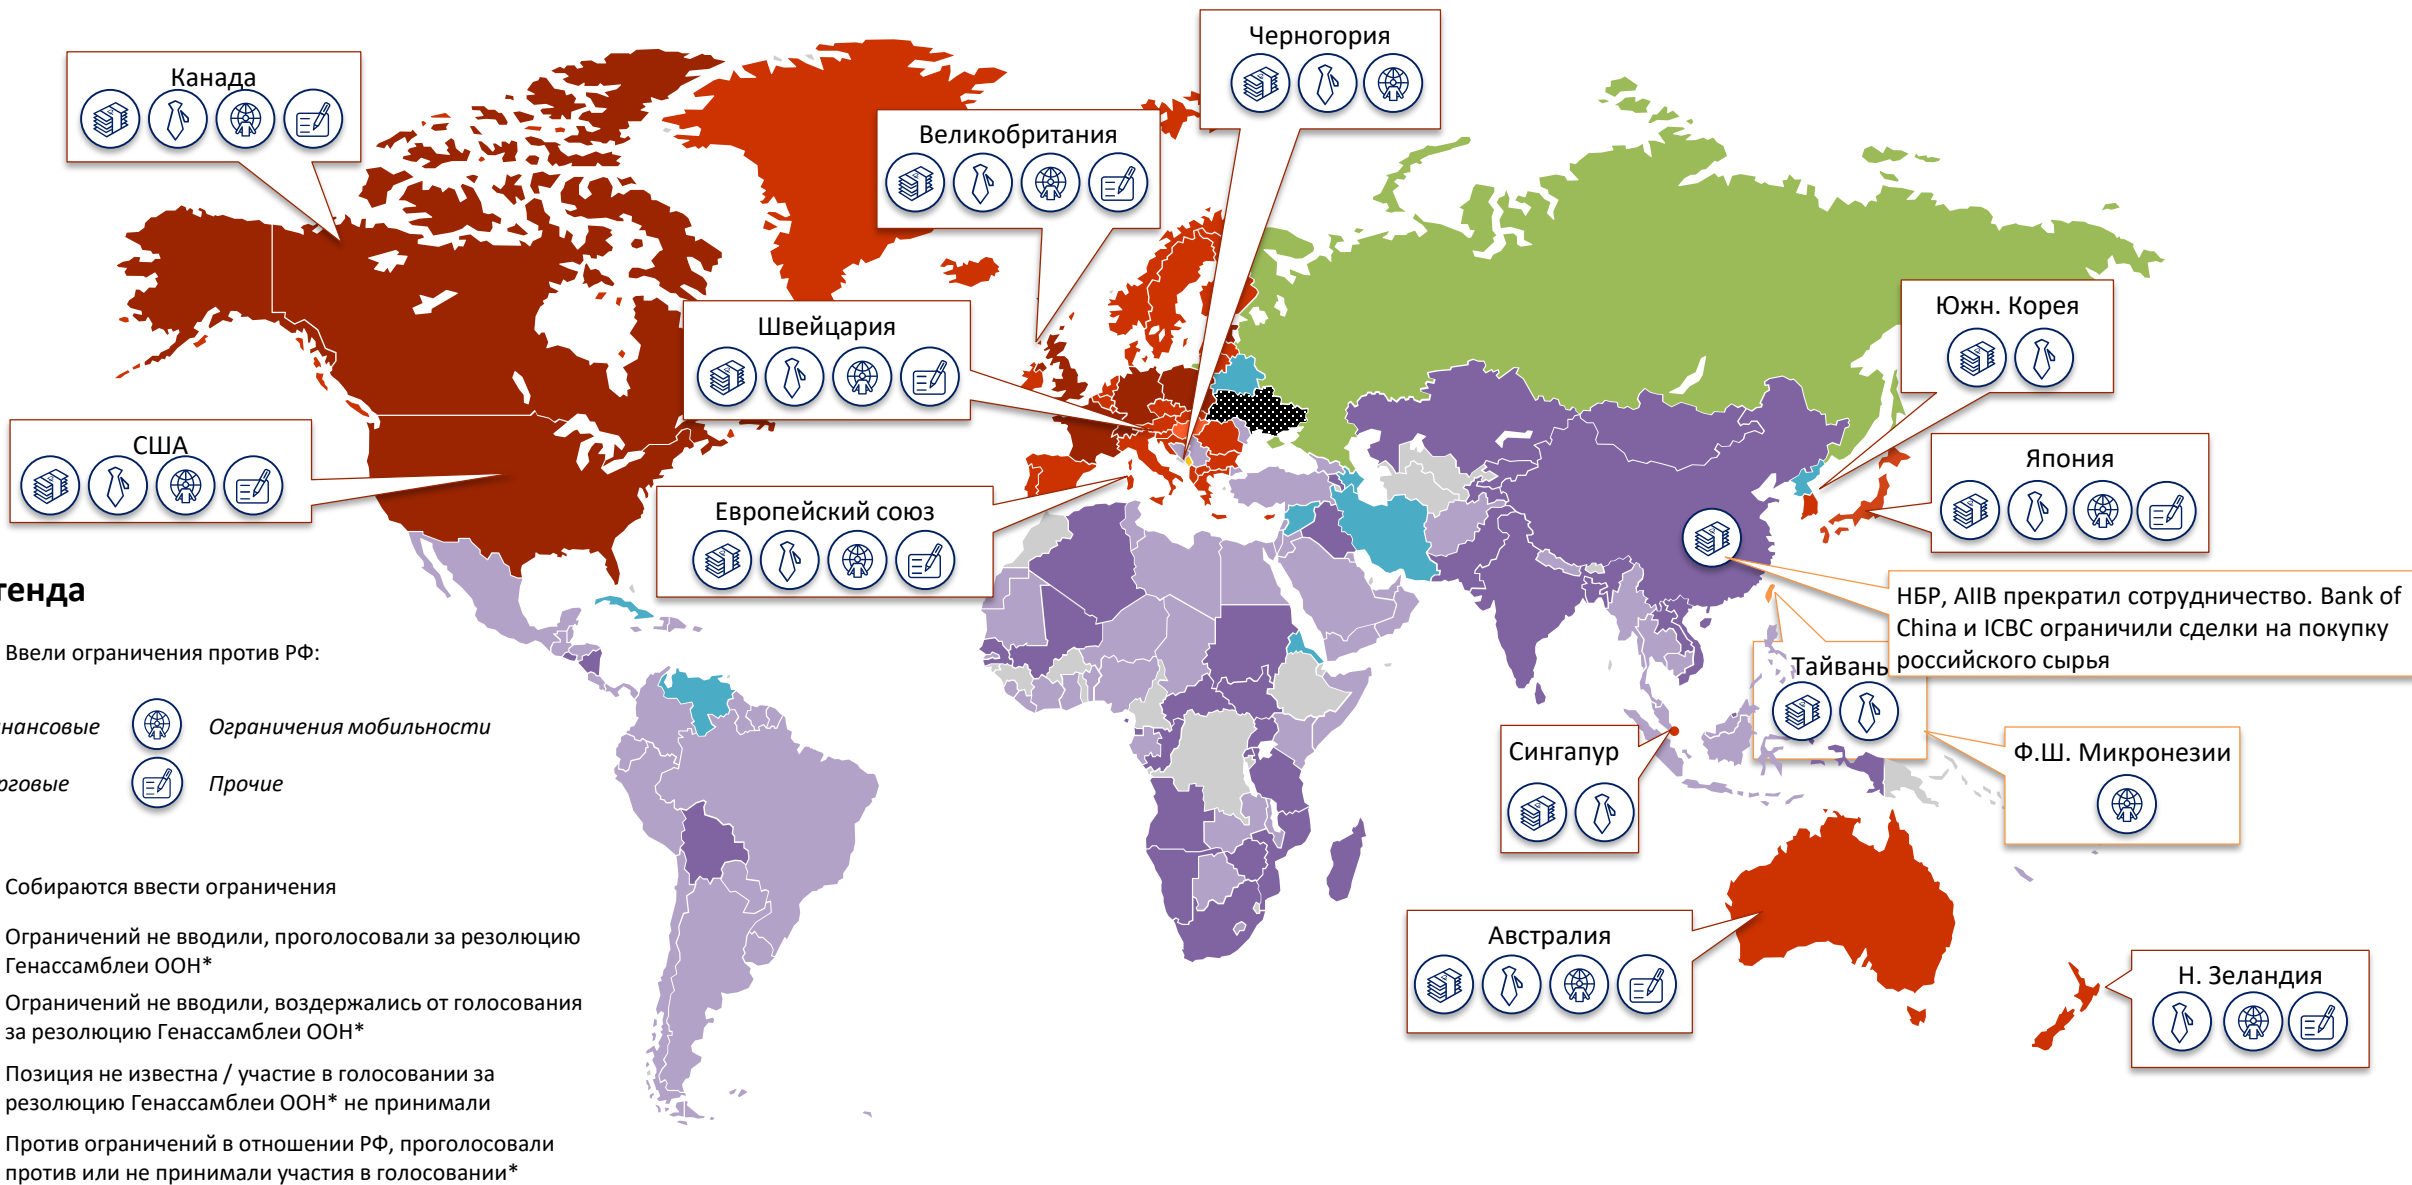 Черногория
Канада
Великобритания
Швейцария
Южн. Корея
США
Япония
Европейский союз
НБР, AIIB прекратил сотрудничество. Bank of
China и ICBC ограничили сделки на покупку
российского сырья
Тайвань
Сингапур
Ф.Ш. Микронезии
Австралия
Н. Зеландия
генда
Ввели ограничения против РФ:
нансовые
Ограничения мобильности
рговые
Прочие
Собираются ввести ограничения
Ограничений не вводили, проголосовали за резолюцию
Генассамблеи ООН*
Ограничений не вводили, воздержались от голосования
за резолюцию Генассамблеи ООН*
Позиция не известна / участие в голосовании за
резолюцию Генассамблеи ООН* не принимали
Против ограничений в отношении РФ, проголосовали
против или не принимали участия в голосовании*